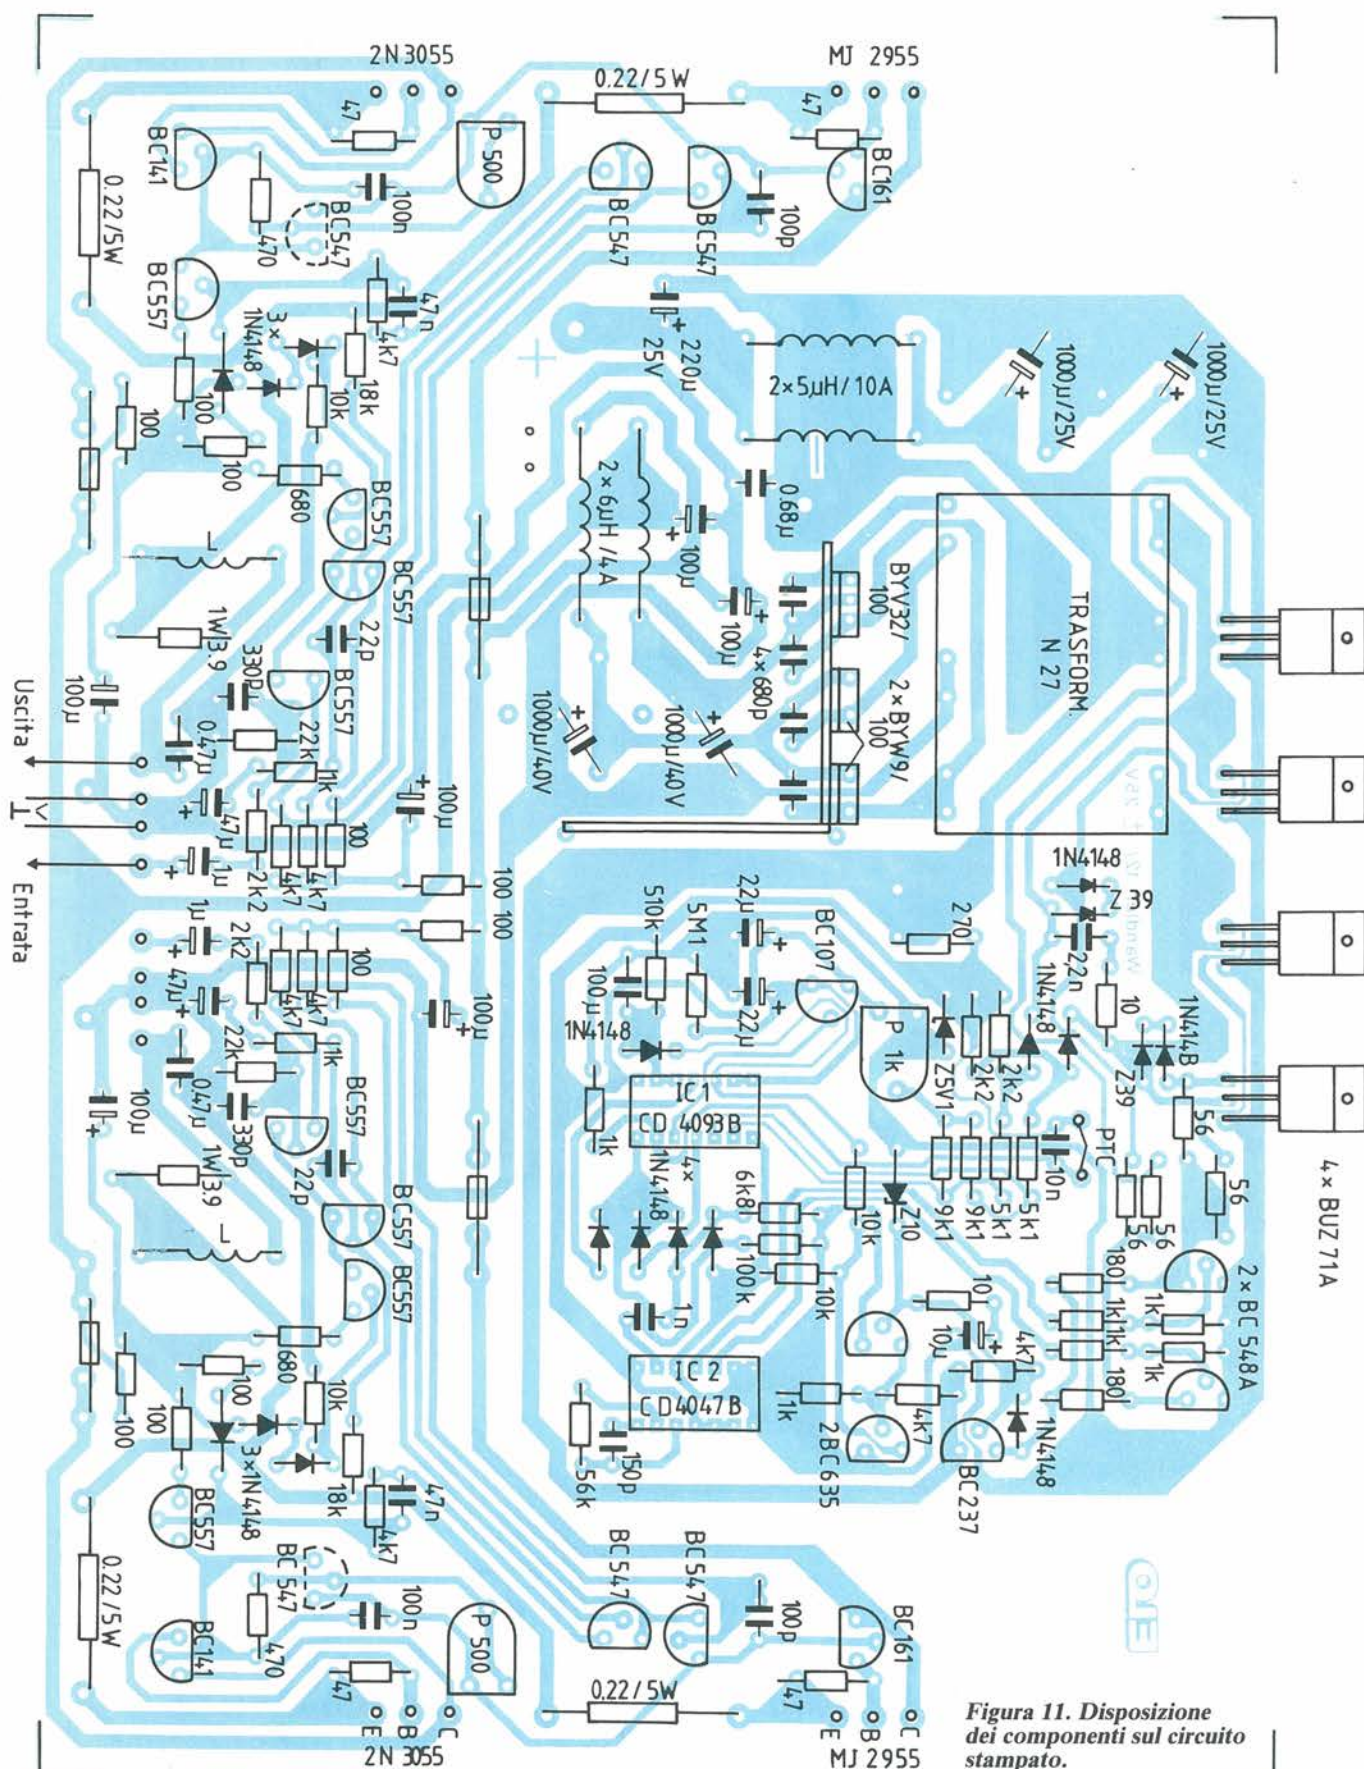 2N3055
0.22/5W
MJ 2955
47
P 500
47
BC161
BC141
0.22/5W
470
100n
BC547
BC547
BC547
100p
BC557
47n
4k7
3×
1N4148
18k
10k
100
100
100
680
220µ
25V
+
2×5µH/10A
1000µ/25V
1000µ/25V
2×6µH/4A
0.68µ
100µ
100µ
BC557
BC557
L
1W|3.9
22p
330p
BC557
100µ
22k
1k
0.47µ
47µ
1µ
2k2
4k7
4k7
100
100µ
Uscita
Entrata
1000µ/40V
1000µ/40V
4×680p
BYV32/
100
2×BYW9/
100
TRASFORM.
N 27
4× BUZ 71A
100 100
1µ
2k2
47µ
22k
4k7
4k7
100
1k
100µ
0.47µ
330p
100µ
BC557
22p
1W|3.9
L
BC557
BC557
510k
5M1
2,2µ
22µ
100µ
1N4148
BC107
270
P 1k
IC1
CD 4093B
1k
4×
1N4148
1N4148
Z 39
2,2n
10
1N4148
1N414B
Z39
Z5V1
2k2
2k2
PTC
56
56
56
56
10n
5k1
5k1
9k1
9k1
6k8
100k
10k
10k
Z10
1n
IC 2
CD4047B
56k
150p
1k
2BC635
4k7
BC237
10
10µ
4k7
1N4148
180
1k
1k
180
1k
1k
2×BC 548A
680
10k
100
100
100
3×1N4148
18k
4k7
47n
BC557
0.22/5W
BC141
BC 547
470
100n
47
P 500
BC547
BC547
100p
BC161
0,22/5W
47
E B C
2N 3055
E B C
MJ 2955
Figura 11. Disposizione
dei componenti sul circuito
stampato.